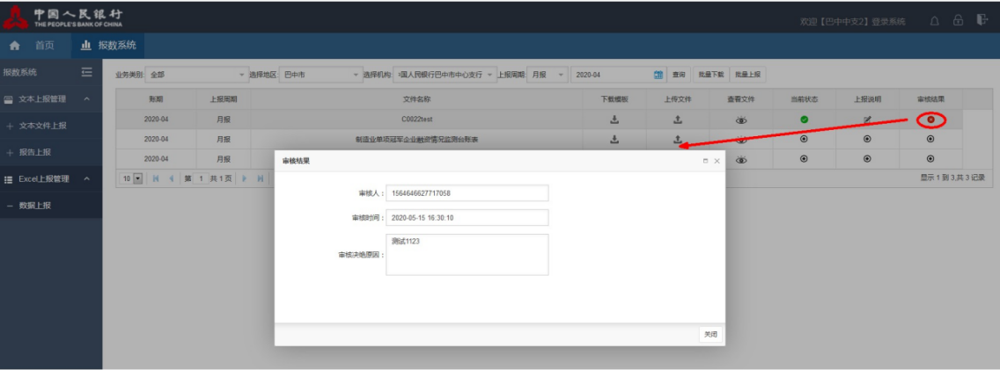 中国人民银行
THE PEOPLE'S BANK OF CHINA
欢迎【巴中中支2】登录系统
首页 报数系统
报数系统
文本上报管理
文本文件上报
报告上报
Excel上报管理
数据上报
业务类别: 全部 选择地区: 巴中市 选择机构: 国人民银行巴中市中心支行 上报周期: 月报 2020-04 查询 批量下载 批量上报
账期 上报周期 文件名称 下载模板 上传文件 查看文件 当前状态 上报说明 审核结果
2020-04 月报 C0022test
2020-04 月报 制造业单项冠军企业融资情况监测台账表
2020-04 月报
10 第 1 共1页 显示 1 到 3,共 3 记录
审核结果
审核人: 1564646627717058
审核时间: 2020-05-15 16:30:10
审核决绝原因: 测试1123
关闭